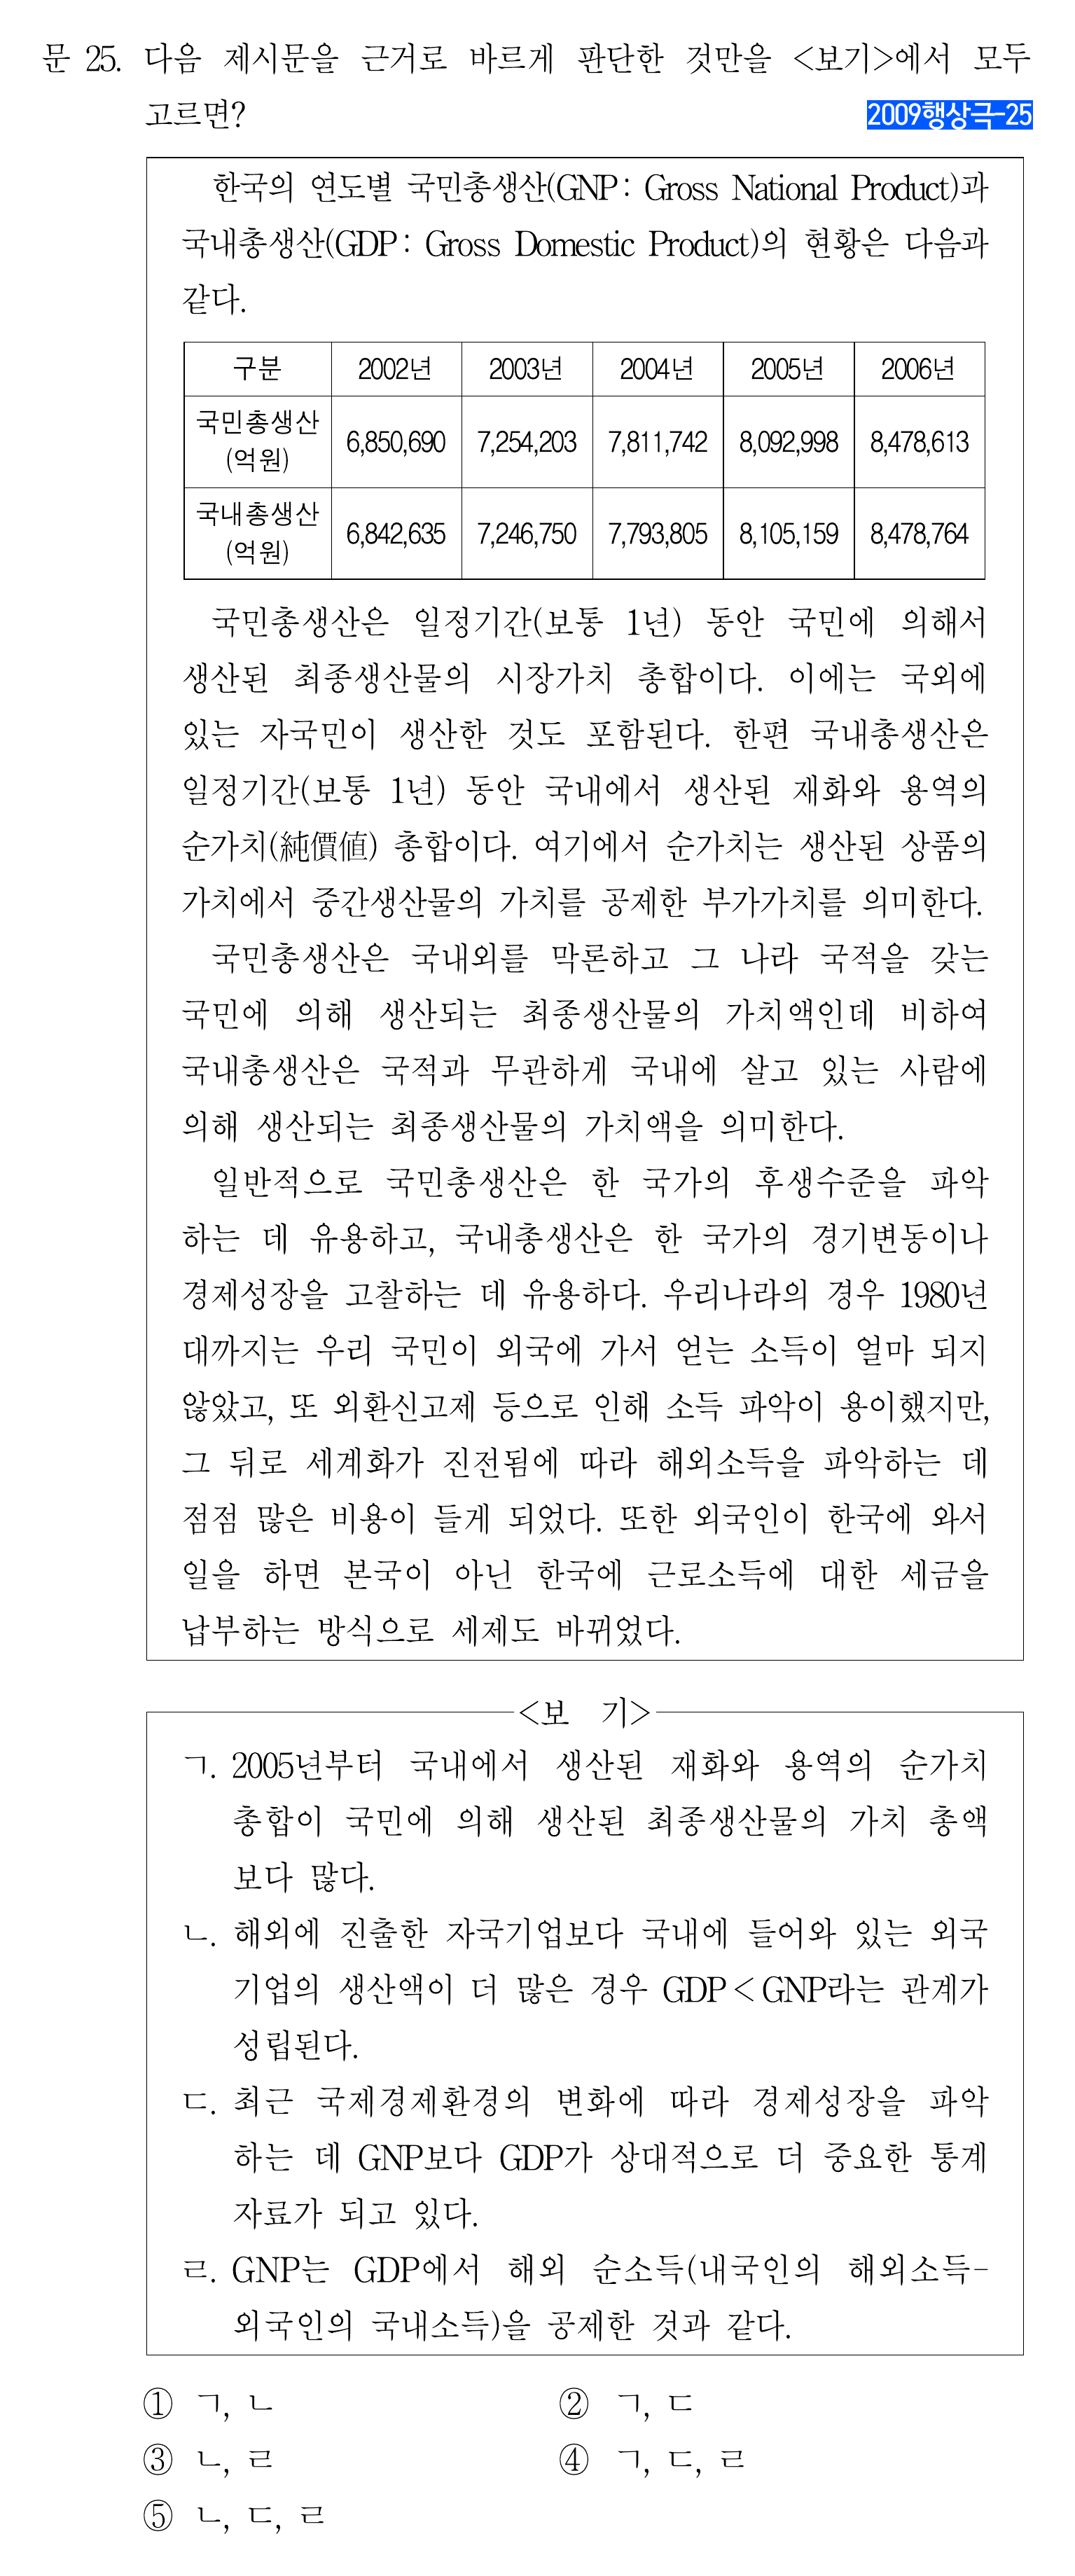 문 25. 다음 제시문을 근거로 바르게 판단한 것만을 <보기>에서 모두
고르면?
2009행상극-25
한국의 연도별 국민총생산(GNP : Gross National Product)과
국내총생산(GDP : Gross Domestic Product)의 현황은 다음과
같다.
구분 2002년 2003년 2004년 2005년 2006년
국민총생산
(억원) 6,850,690 7,254,203 7,811,742 8,092,998 8,478,613
국내총생산
(억원) 6,842,635 7,246,750 7,793,805 8,105,159 8,478,764
국민총생산은 일정기간(보통 1년) 동안 국민에 의해서
생산된 최종생산물의 시장가치 총합이다. 이에는 국외에
있는 자국민이 생산한 것도 포함된다. 한편 국내총생산은
일정기간(보통 1년) 동안 국내에서 생산된 재화와 용역의
순가치(純價値) 총합이다. 여기에서 순가치는 생산된 상품의
가치에서 중간생산물의 가치를 공제한 부가가치를 의미한다.
국민총생산은 국내외를 막론하고 그 나라 국적을 갖는
국민에 의해 생산되는 최종생산물의 가치액인데 비하여
국내총생산은 국적과 무관하게 국내에 살고 있는 사람에
의해 생산되는 최종생산물의 가치액을 의미한다.
일반적으로 국민총생산은 한 국가의 후생수준을 파악
하는 데 유용하고, 국내총생산은 한 국가의 경기변동이나
경제성장을 고찰하는 데 유용하다. 우리나라의 경우 1980년
대까지는 우리 국민이 외국에 가서 얻는 소득이 얼마 되지
않았고, 또 외환신고제 등으로 인해 소득 파악이 용이했지만,
그 뒤로 세계화가 진전됨에 따라 해외소득을 파악하는 데
점점 많은 비용이 들게 되었다. 또한 외국인이 한국에 와서
일을 하면 본국이 아닌 한국에 근로소득에 대한 세금을
납부하는 방식으로 세제도 바뀌었다.
<보 기>
ㄱ. 2005년부터 국내에서 생산된 재화와 용역의 순가치
총합이 국민에 의해 생산된 최종생산물의 가치 총액
보다 많다.
ㄴ. 해외에 진출한 자국기업보다 국내에 들어와 있는 외국
기업의 생산액이 더 많은 경우 GDP < GNP라는 관계가
성립된다.
ㄷ. 최근 국제경제환경의 변화에 따라 경제성장을 파악
하는 데 GNP보다 GDP가 상대적으로 더 중요한 통계
자료가 되고 있다.
ㄹ. GNP는 GDP에서 해외 순소득(내국인의 해외소득-
외국인의 국내소득)을 공제한 것과 같다.
① ㄱ, ㄴ ② ㄱ, ㄷ
③ ㄴ, ㄹ ④ ㄱ, ㄷ, ㄹ
⑤ ㄴ, ㄷ, ㄹ